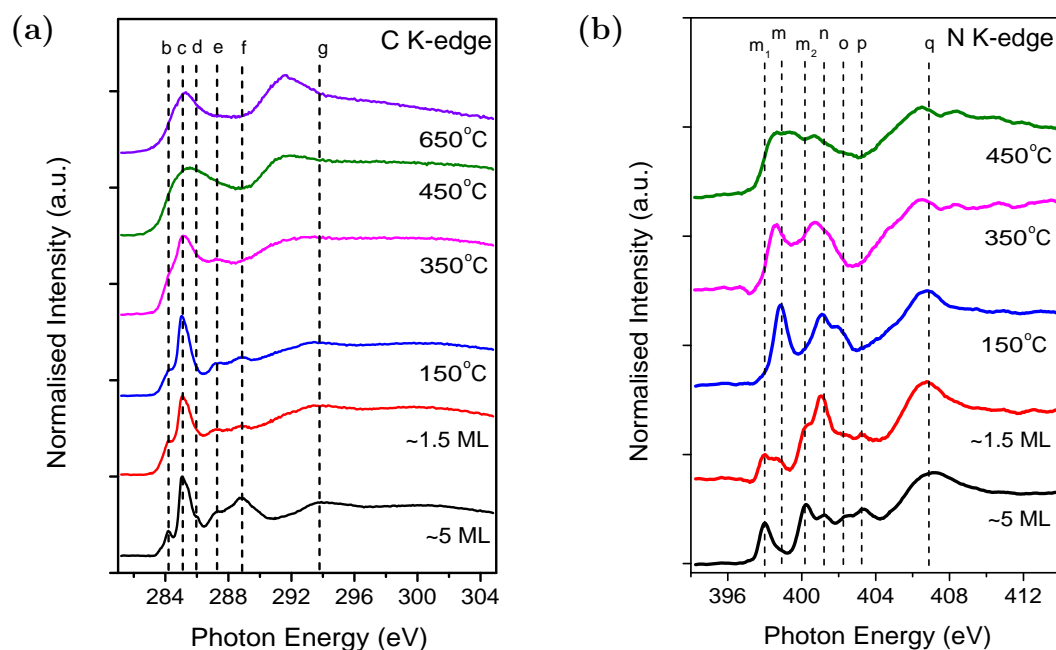 (a)
b c d e f g
C K-edge
650°C
450°C
350°C
150°C
~1.5 ML
~5 ML
Normalised Intensity (a.u.)
284 288 292 296 300 304
Photon Energy (eV)
(b)
m₁ m m₂ n o p q
N K-edge
450°C
350°C
150°C
~1.5 ML
~5 ML
Normalised Intensity (a.u.)
396 400 404 408 412
Photon Energy (eV)